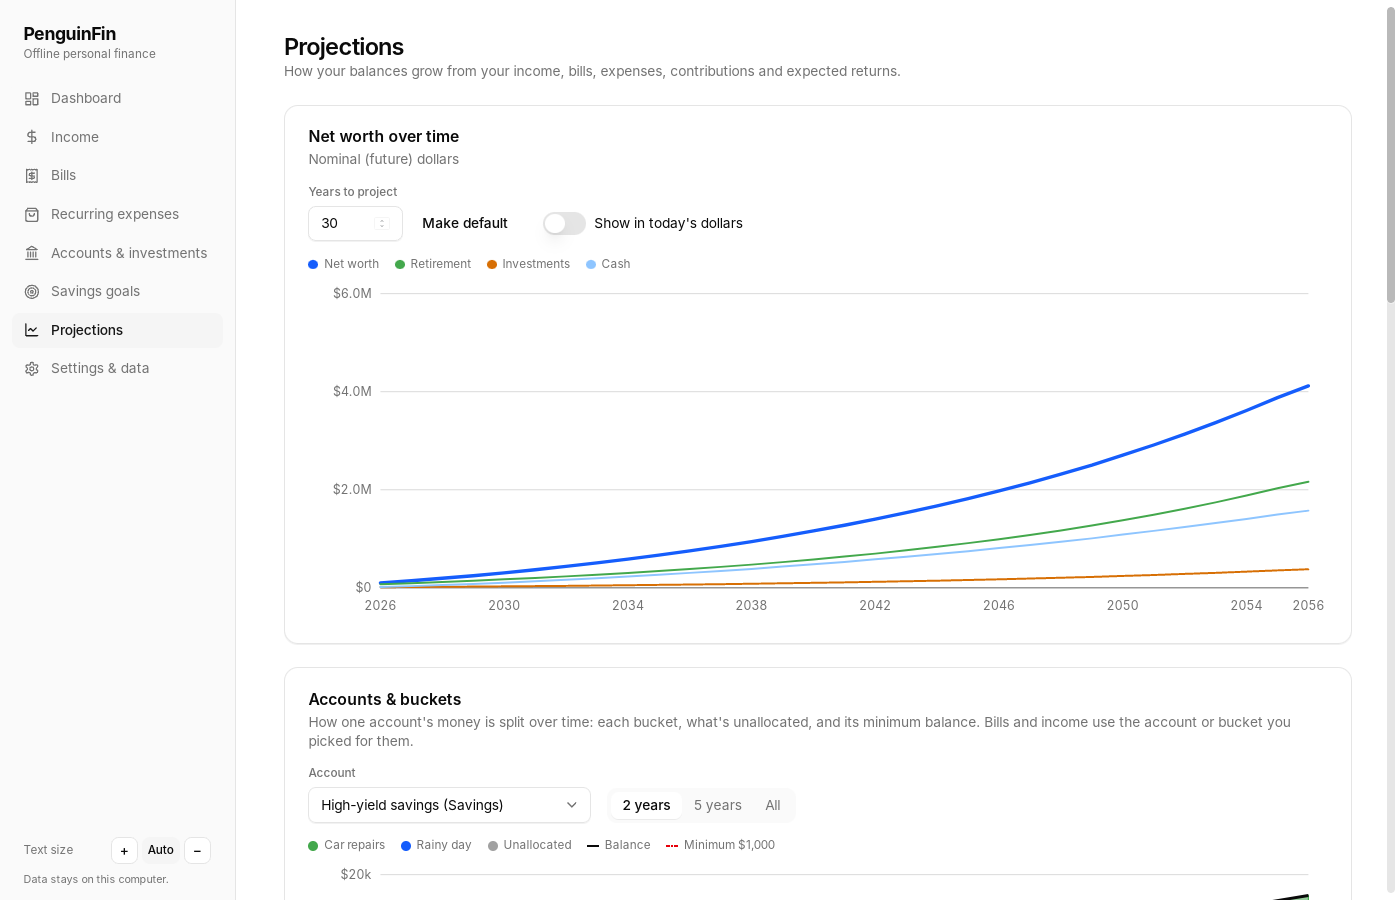 PenguinFin
Offline personal finance
Dashboard
Income
Bills
Recurring expenses
Accounts & investments
Savings goals
Projections
Settings & data
Text size
+
Auto
−
Data stays on this computer.
Projections
How your balances grow from your income, bills, expenses, contributions and expected returns.
Net worth over time
Nominal (future) dollars
Years to project
30
Make default
Show in today's dollars
Net worth
Retirement
Investments
Cash
$6.0M
$4.0M
$2.0M
$0
2026
2030
2034
2038
2042
2046
2050
2054
2056
Accounts & buckets
How one account's money is split over time: each bucket, what's unallocated, and its minimum balance. Bills and income use the account or bucket you
picked for them.
Account
High-yield savings (Savings)
2 years
5 years
All
Car repairs
Rainy day
Unallocated
Balance
Minimum $1,000
$20k